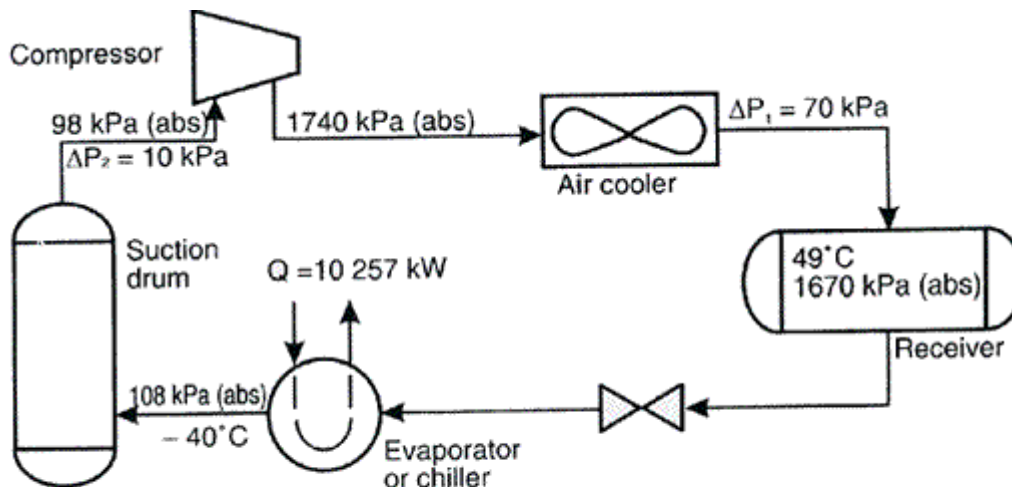 Compressor
98 kPa (abs)
ΔP₂ = 10 kPa
1740 kPa (abs)
ΔP₁ = 70 kPa
Air cooler
Suction
drum
Q =10 257 kW
49°C
1670 kPa (abs)
Receiver
108 kPa (abs)
– 40°C
Evaporator
or chiller